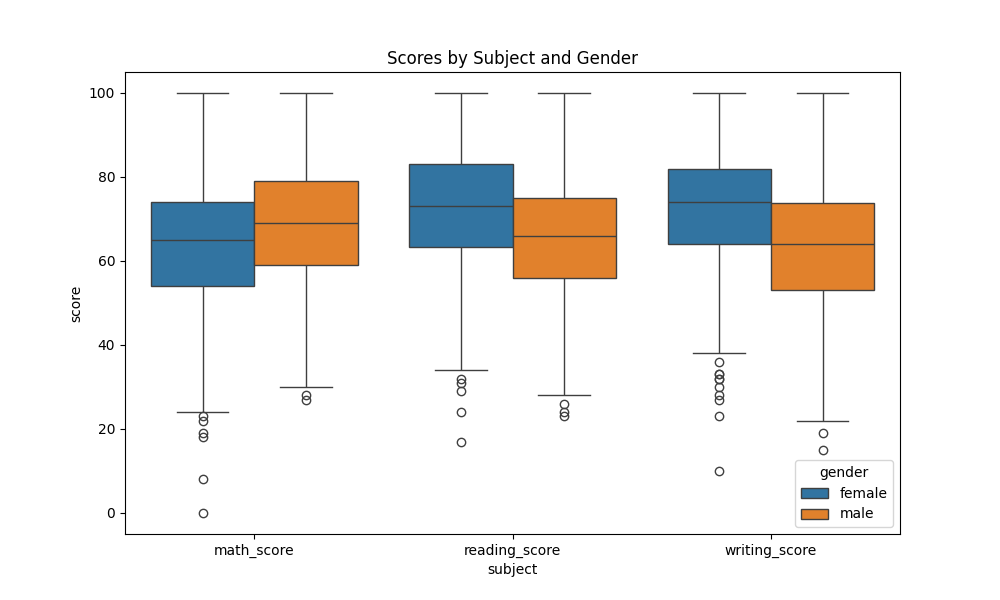 Scores by Subject and Gender
100
80
60
40
20
0
score
math_score
reading_score
writing_score
subject
gender
female
male